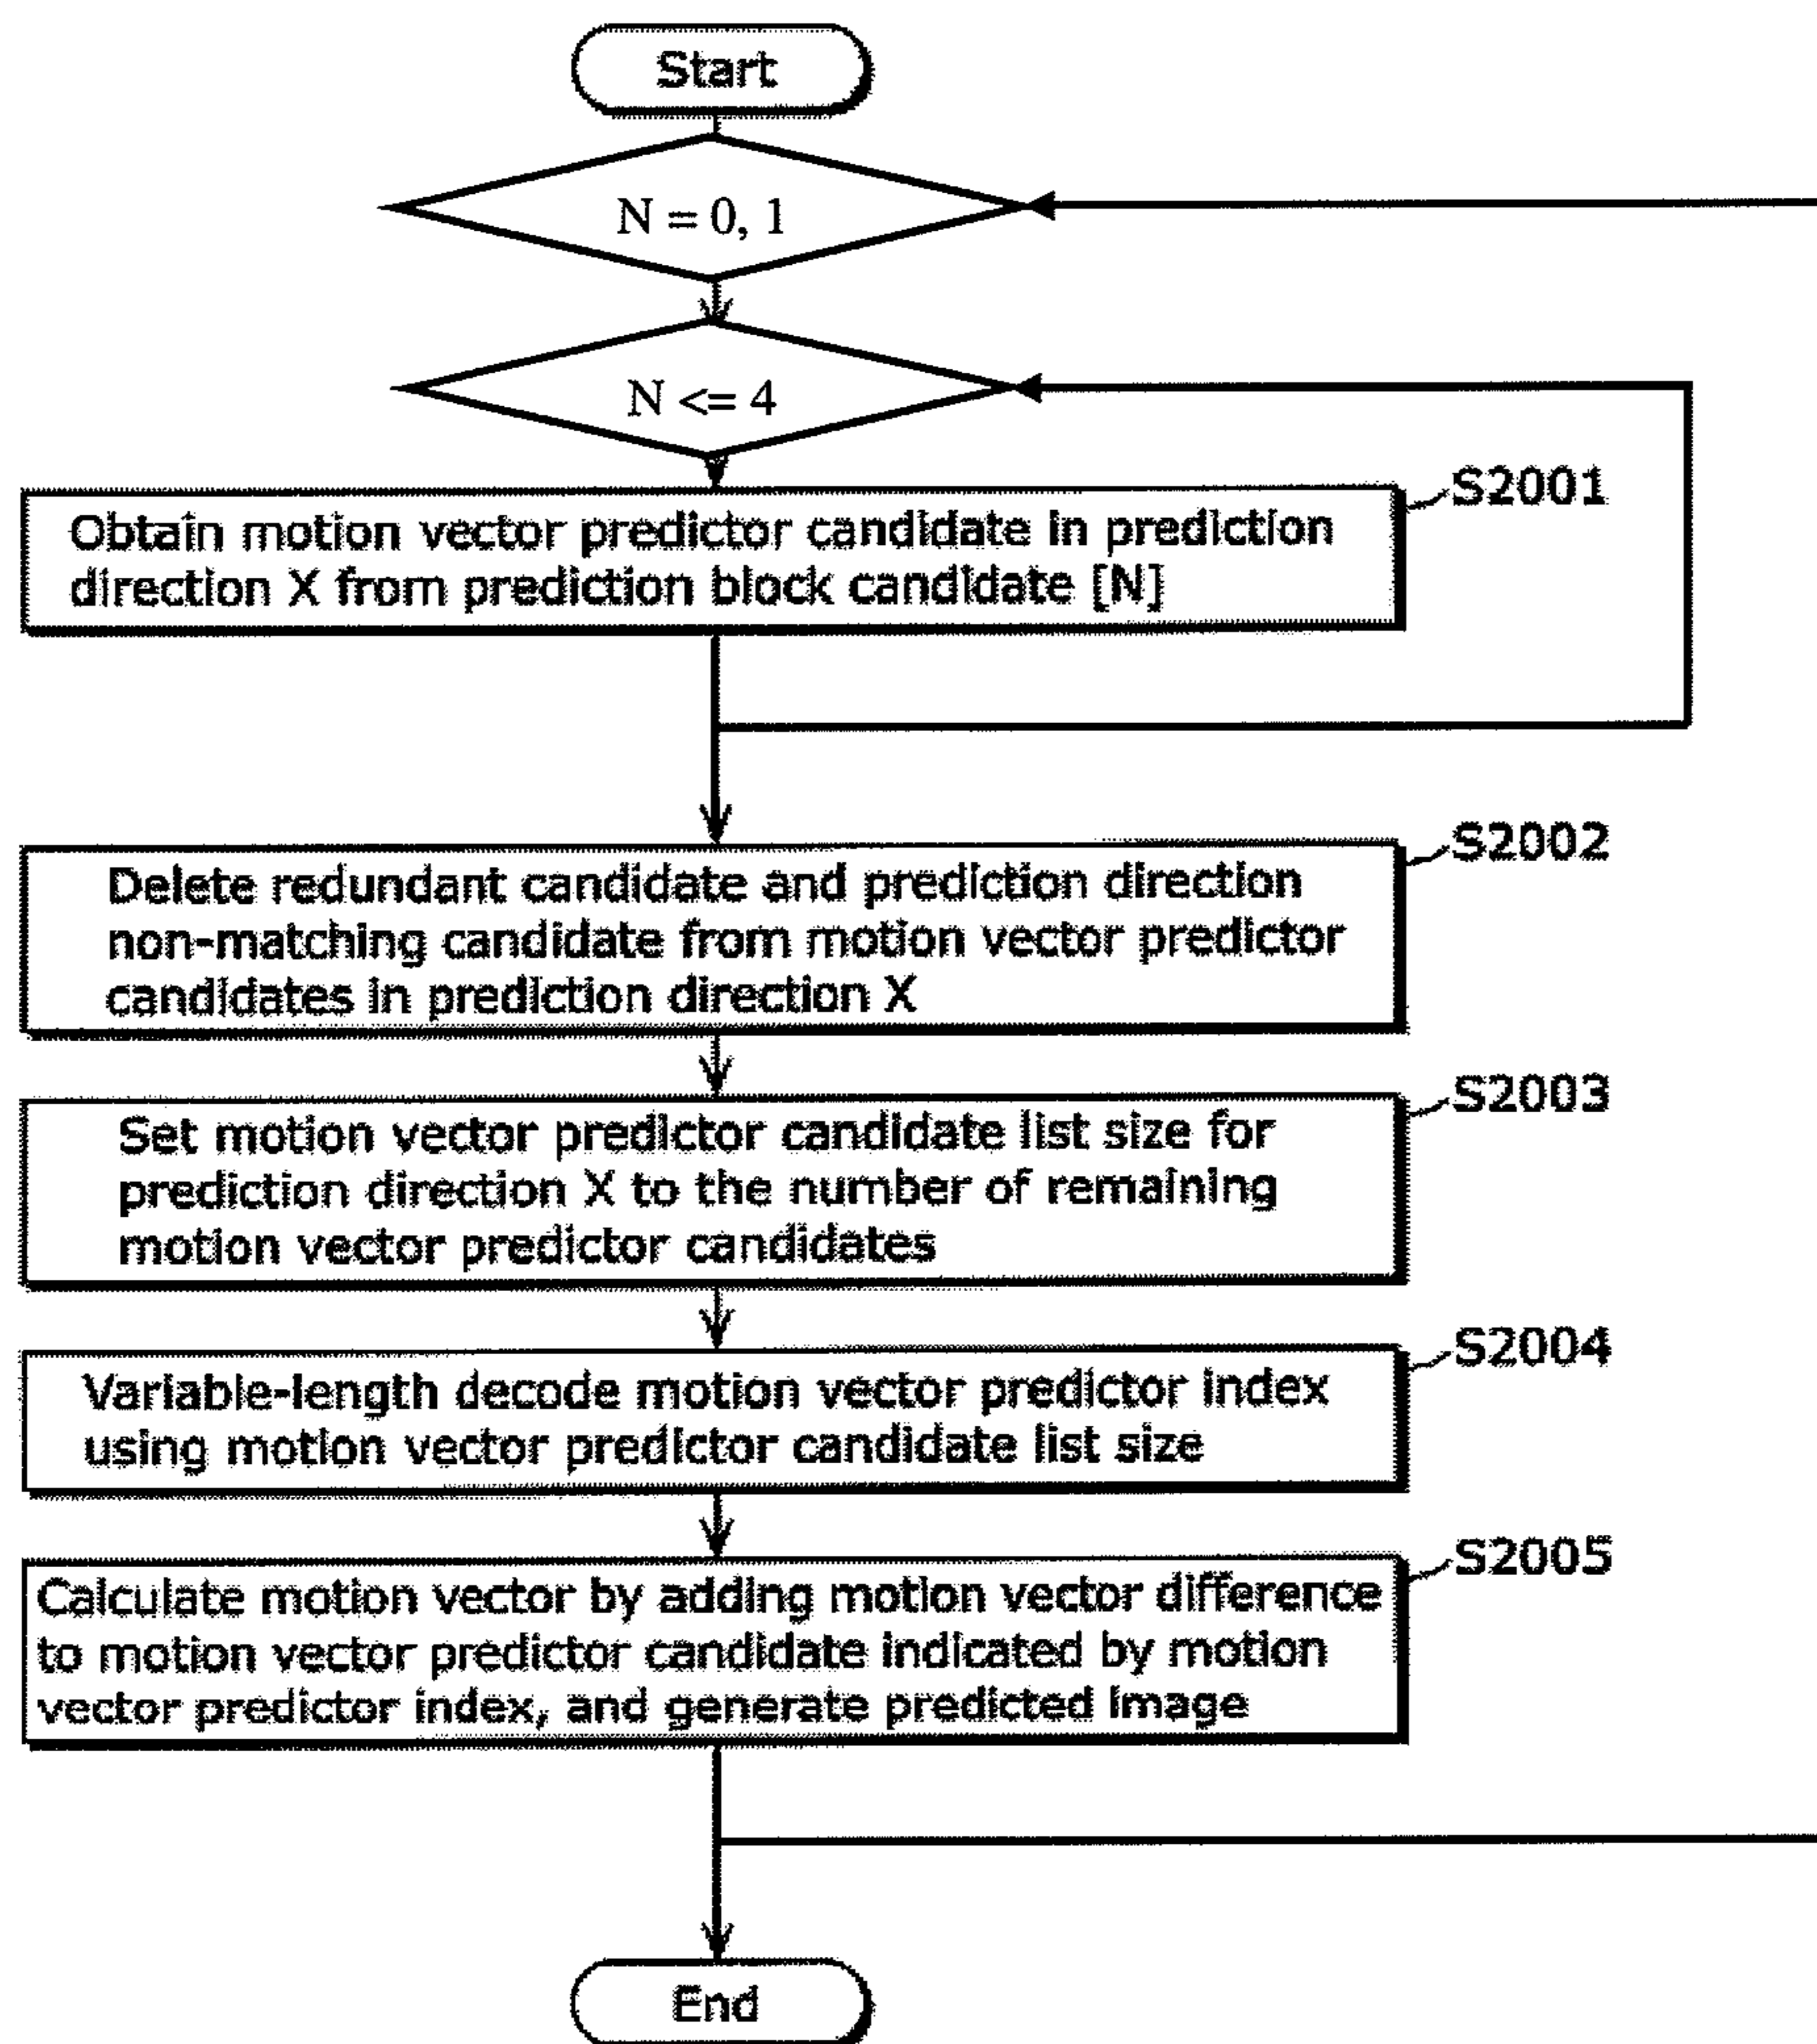 Start
N = 0, 1
N <= 4
S2001
Obtain motion vector predictor candidate in prediction
direction X from prediction block candidate [N]
S2002
Delete redundant candidate and prediction direction
non-matching candidate from motion vector predictor
candidates in prediction direction X
S2003
Set motion vector predictor candidate list size for
prediction direction X to the number of remaining
motion vector predictor candidates
S2004
Variable-length decode motion vector predictor index
using motion vector predictor candidate list size
S2005
Calculate motion vector by adding motion vector difference
to motion vector predictor candidate indicated by motion
vector predictor index, and generate predicted image
End